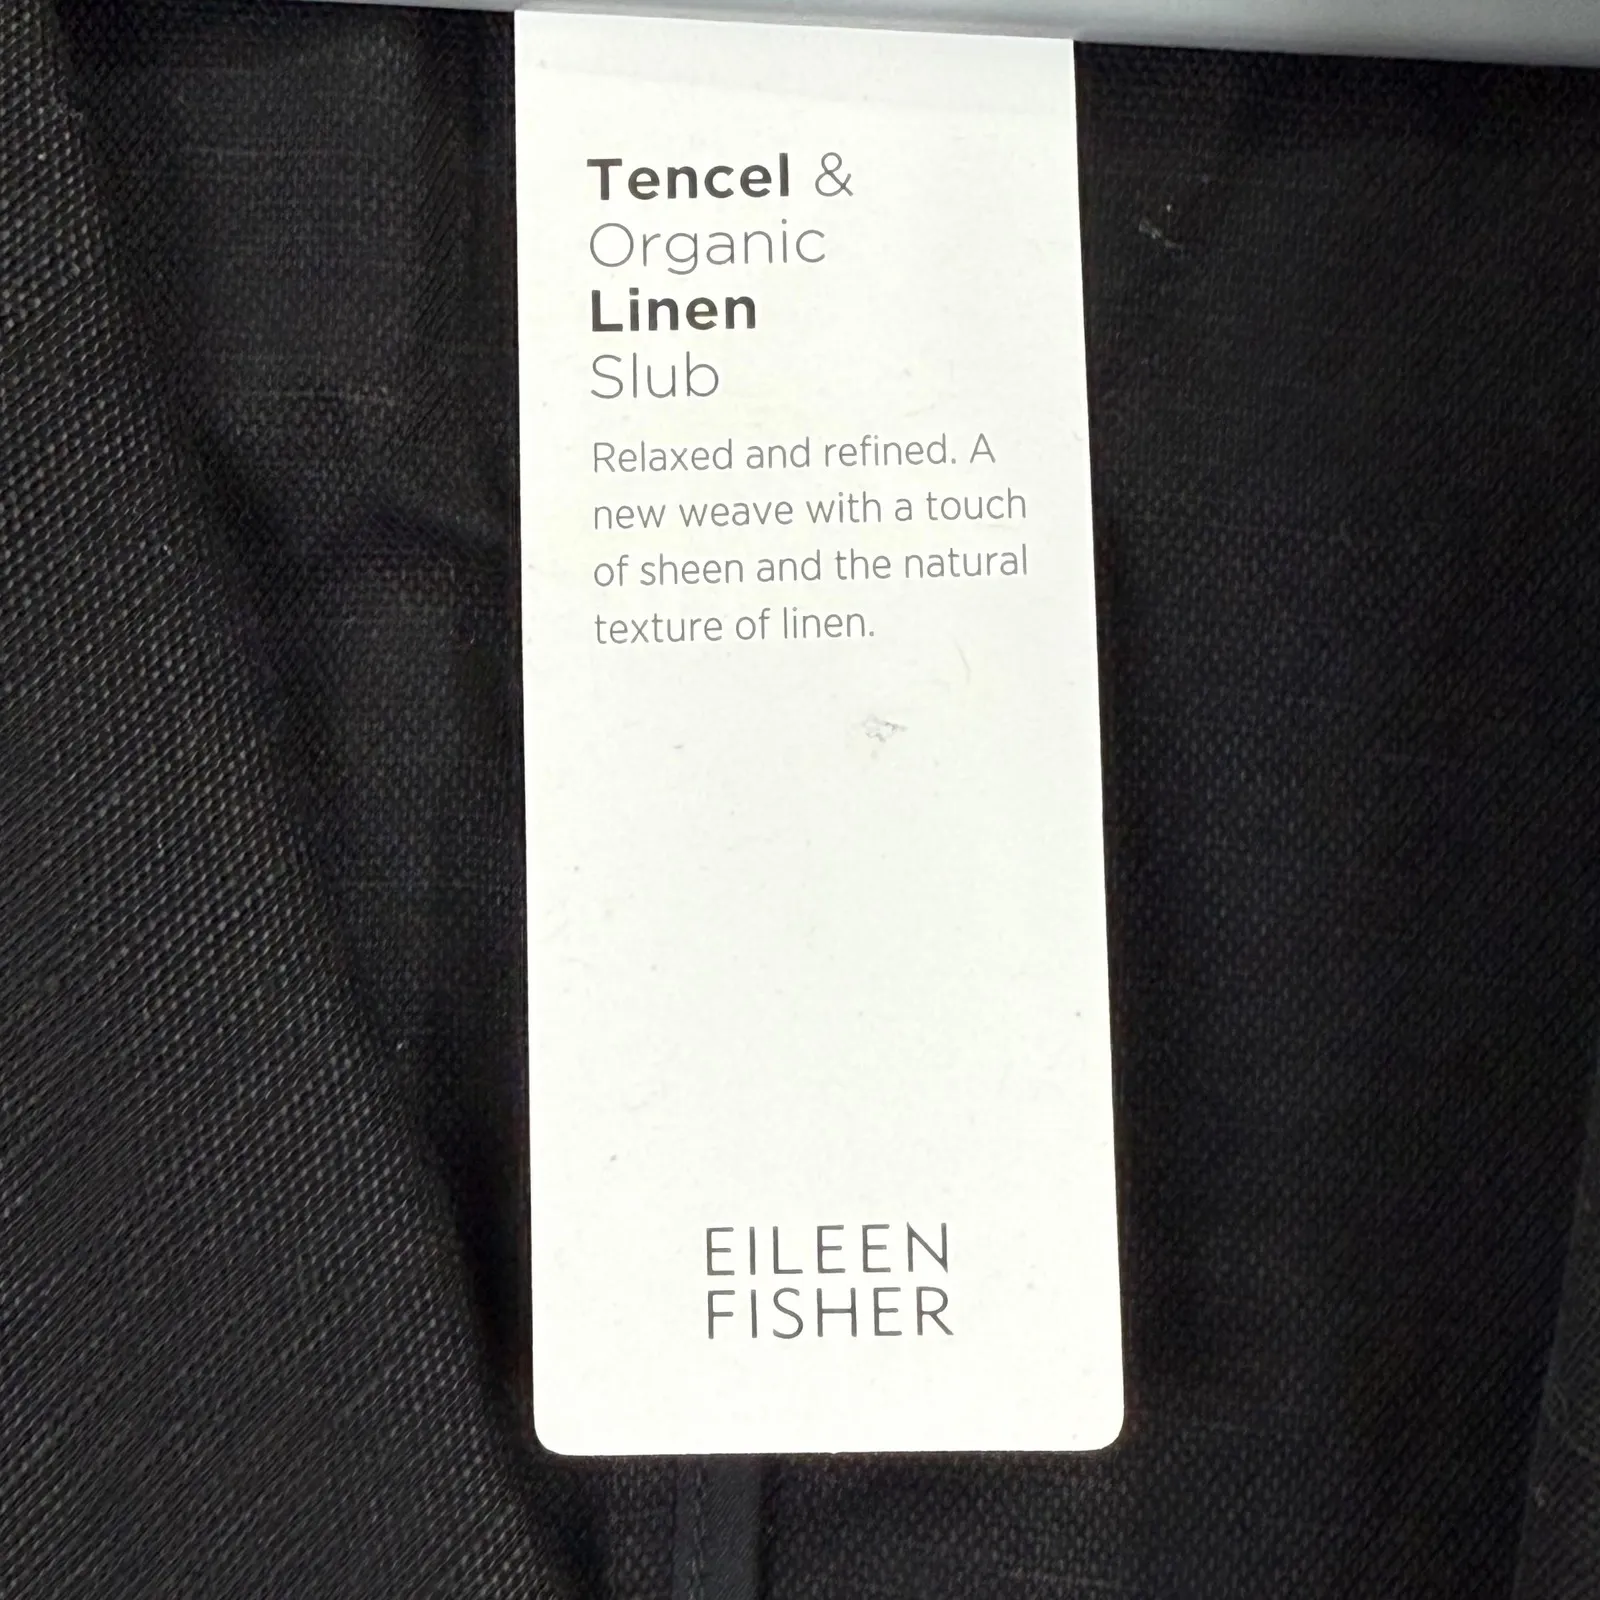 Tencel &
Organic
Linen
Slub
Relaxed and refined. A
new weave with a touch
of sheen and the natural
texture of linen.
EILEEN
FISHER